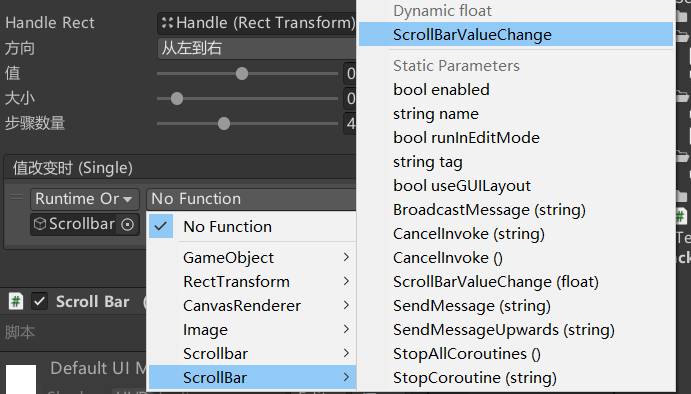 Handle Rect
Handle (Rect Transform)
方向
从左到右
值
0
大小
0
步骤数量
4
值改变时 (Single)
Runtime Or
No Function
Scrollbar
No Function
GameObject
RectTransform
CanvasRenderer
Image
Scrollbar
ScrollBar
Dynamic float
ScrollBarValueChange
Static Parameters
bool enabled
string name
bool runInEditMode
string tag
bool useGUILayout
BroadcastMessage (string)
CancelInvoke (string)
CancelInvoke ()
ScrollBarValueChange (float)
SendMessage (string)
SendMessageUpwards (string)
StopAllCoroutines ()
StopCoroutine (string)
# Scroll Bar (
脚本
Default UI M